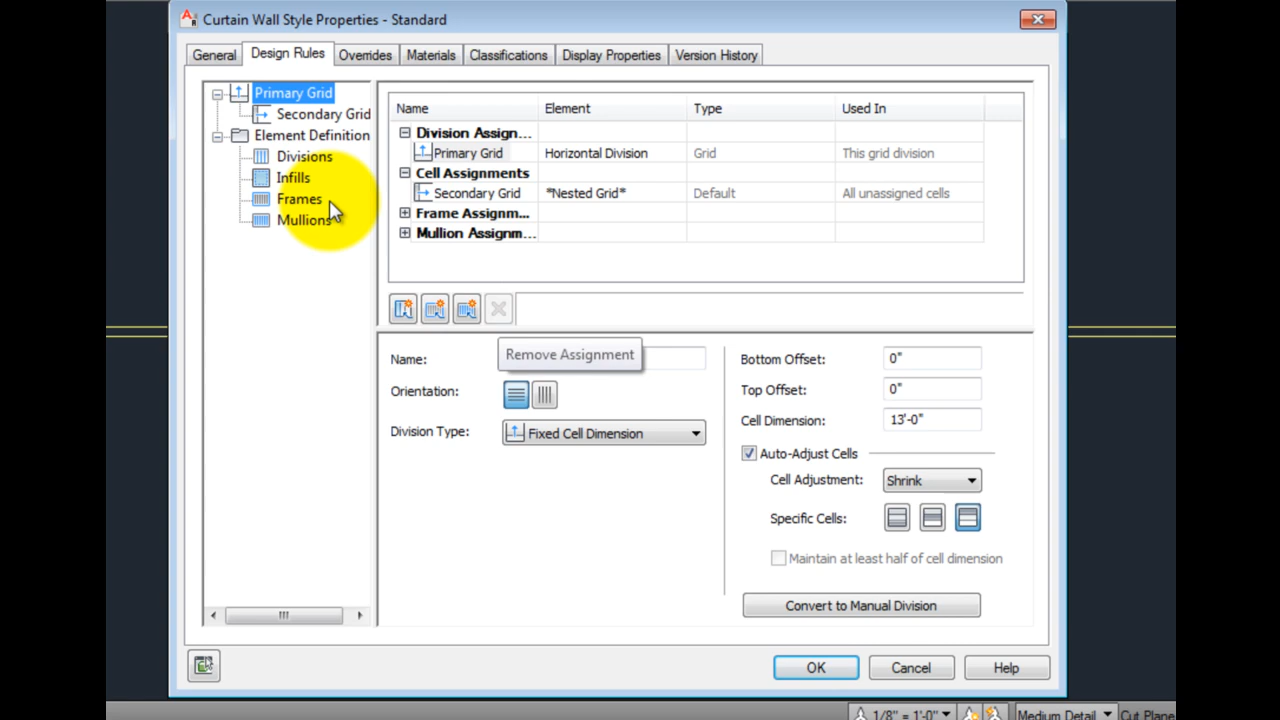 Curtain Wall Style Properties - Standard
General Design Rules Overrides Materials Classifications Display Properties Version History
Primary Grid
Secondary Grid
Element Definition
Divisions
Infills
Frames
Mullions
Name Element Type Used In
Division Assign...
Primary Grid Horizontal Division Grid This grid division
Cell Assignments
Secondary Grid *Nested Grid* Default All unassigned cells
Frame Assignm...
Mullion Assignm...
Remove Assignment
Name:
Orientation:
Division Type: Fixed Cell Dimension
Bottom Offset: 0"
Top Offset: 0"
Cell Dimension: 13'-0"
Auto-Adjust Cells
Cell Adjustment: Shrink
Specific Cells:
Maintain at least half of cell dimension
Convert to Manual Division
OK Cancel Help
1/8" = 1'-0" Medium Detail Cut Plane